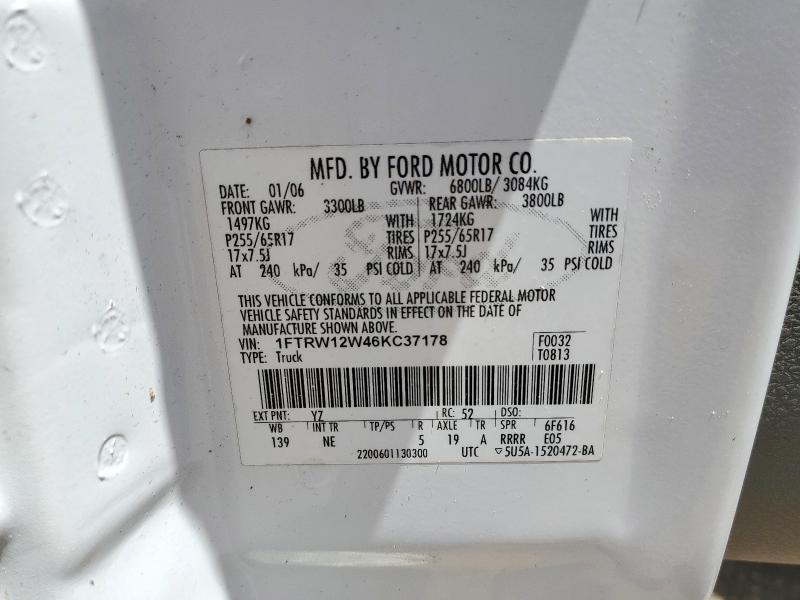 MFD. BY FORD MOTOR CO.
DATE: 01/06 GVWR: 6800LB/ 3084KG
FRONT GAWR: 3300LB REAR GAWR: 3800LB
1497KG WITH 1724KG WITH
P255/65R17 TIRES P255/65R17 TIRES
17x7.5J RIMS 17x7.5J RIMS
AT 240 kPa/ 35 PSI COLD AT 240 kPa/ 35 PSI COLD
THIS VEHICLE CONFORMS TO ALL APPLICABLE FEDERAL MOTOR
VEHICLE SAFETY STANDARDS IN EFFECT ON THE DATE OF
MANUFACTURE SHOWN ABOVE.
VIN: 1FTRW12W46KC37178 F0032
TYPE: Truck T0813
EXT PNT: YZ RC: 52 DSO:
WB INT TR TP/PS R AXLE TR SPR 6F616
139 NE 5 19 A RRRR E05
2200601130300 UTC ▽5U5A-1520472-BA